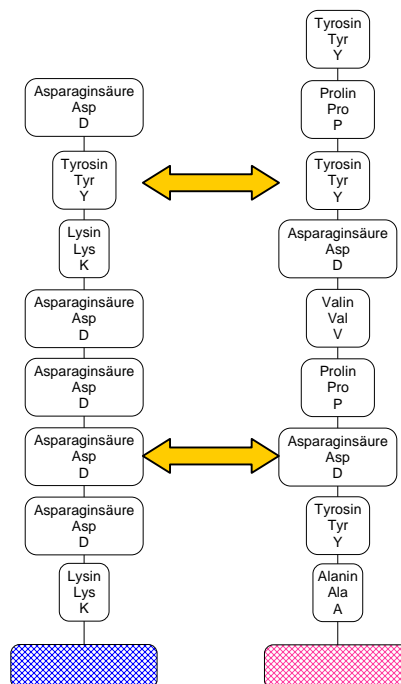 Asparaginsäure
Asp
D
Tyrosin
Tyr
Y
Lysin
Lys
K
Asparaginsäure
Asp
D
Asparaginsäure
Asp
D
Asparaginsäure
Asp
D
Asparaginsäure
Asp
D
Lysin
Lys
K
Tyrosin
Tyr
Y
Prolin
Pro
P
Tyrosin
Tyr
Y
Asparaginsäure
Asp
D
Valin
Val
V
Prolin
Pro
P
Asparaginsäure
Asp
D
Tyrosin
Tyr
Y
Alanin
Ala
A